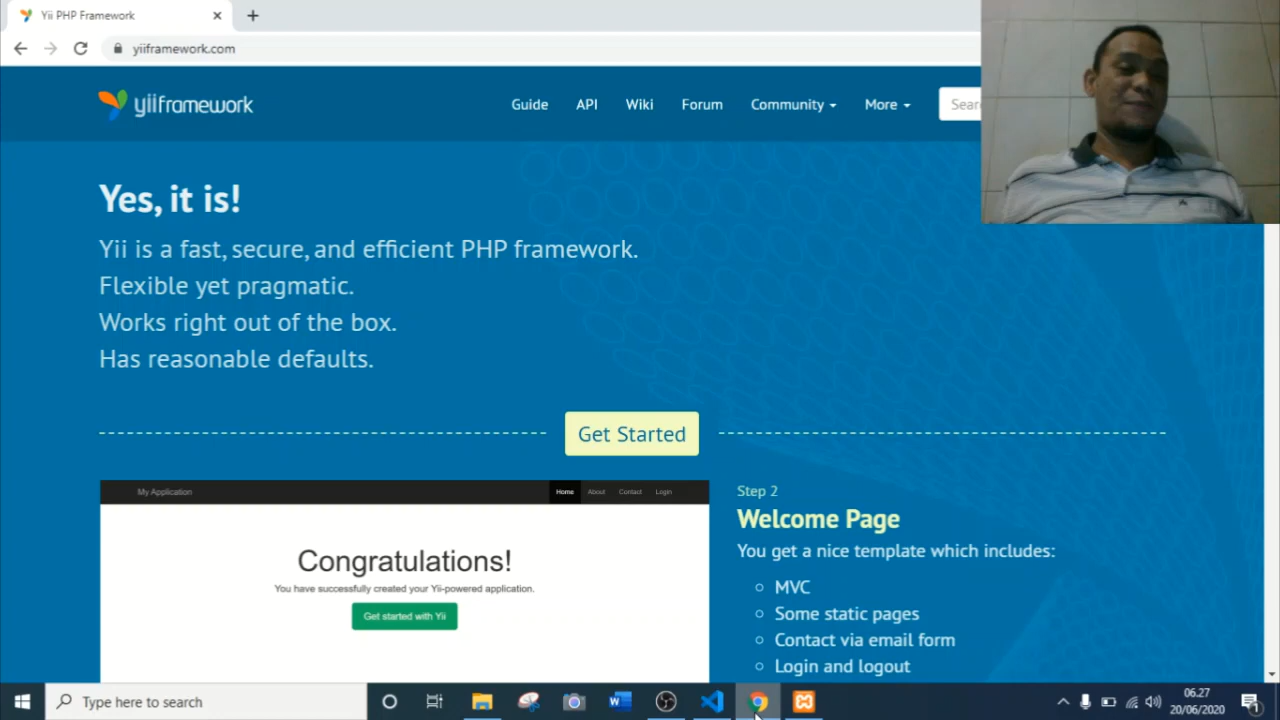 Yii PHP Framework
yiiframework.com
yiiframework
Guide API Wiki Forum Community More
Yes, it is!
Yii is a fast, secure, and efficient PHP framework.
Flexible yet pragmatic.
Works right out of the box.
Has reasonable defaults.
Get Started
My Application Home About Contact Login
Congratulations!
You have successfully created your Yii-powered application.
Get started with Yii
Step 2
Welcome Page
You get a nice template which includes:
MVC
Some static pages
Contact via email form
Login and logout
Type here to search
06.27
20/06/2020